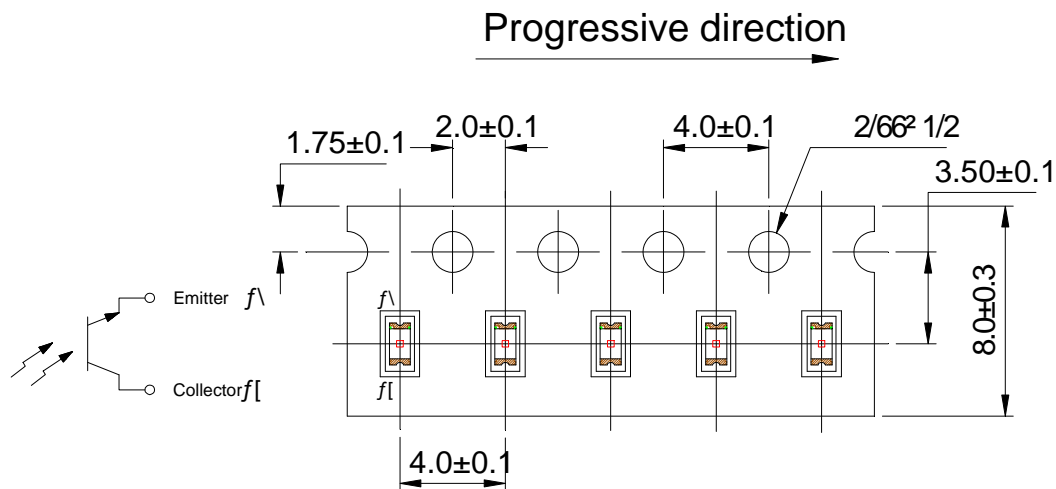 Progressive direction
2.0±0.1
4.0±0.1
2/66² 1/2
1.75±0.1
3.50±0.1
8.0±0.3
Emitter ƒ\
ƒ\
Collector ƒ[
ƒ[
4.0±0.1